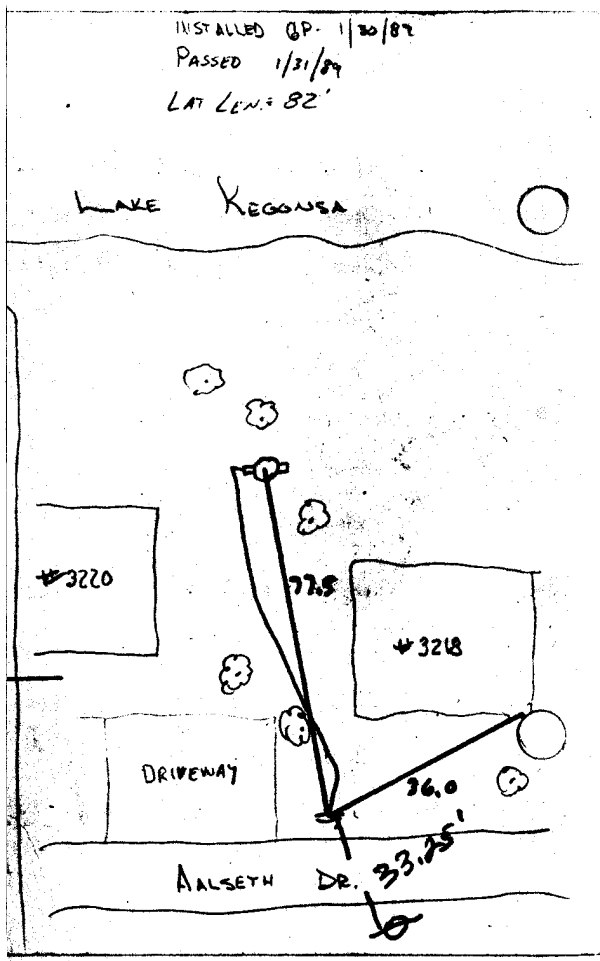 INSTALLED GP. 1/30/89
PASSED 1/31/89
LAT LEN.= 82'
LAKE KEGONSA
#3220
77.5
#3218
DRIVEWAY
36.0
AALSETH DR. 33.25'